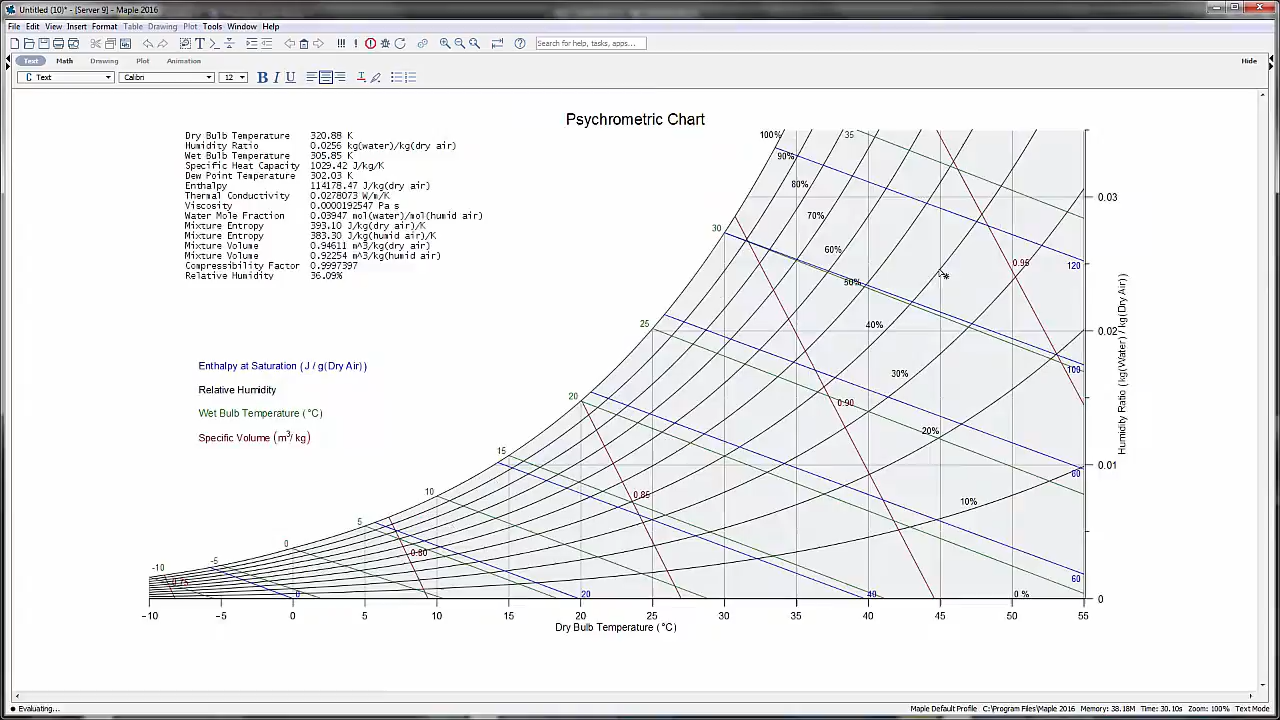 Untitled (10)* - [Server 9] - Maple 2016
File Edit View Insert Format Table Drawing Plot Tools Window Help
Search for help, tasks, apps...
Text Math Drawing Plot Animation Hide
C Text Calibri 12 B I U
Psychrometric Chart
Dry Bulb Temperature 320.88 K
Humidity Ratio 0.0256 kg(water)/kg(dry air)
Wet Bulb Temperature 305.85 K
Specific Heat Capacity 1029.42 J/kg/K
Dew Point Temperature 302.03 K
Enthalpy 114178.47 J/kg(dry air)
Thermal Conductivity 0.0278073 W/m/K
Viscosity 0.0000192547 Pa s
Water Mole Fraction 0.03947 mol(water)/mol(humid air)
Mixture Entropy 393.10 J/kg(dry air)/K
Mixture Entropy 383.30 J/kg(humid air)/K
Mixture Volume 0.94611 m^3/kg(dry air)
Mixture Volume 0.92254 m^3/kg(humid air)
Compressibility Factor 0.9997397
Relative Humidity 36.09%
Enthalpy at Saturation (J / g(Dry Air))
Relative Humidity
Wet Bulb Temperature (°C)
Specific Volume (m³/ kg)
100% 35
90%
80%
70%
60%
50%
40%
30%
20%
10%
0 %
30
25
20
15
10
5
0
-5
-10
0.95
0.90
0.85
0.80
0.75
120
100
80
60
0 20 40
0.03
0.02
0.01
0
Humidity Ratio ( kg(Water) / kg(Dry Air) )
−10 −5 0 5 10 15 20 25 30 35 40 45 50 55
Dry Bulb Temperature (°C)
Evaluating...
Maple Default Profile C:\Program Files\Maple 2016 Memory: 38.18M Time: 30.10s Zoom: 100% Text Mode